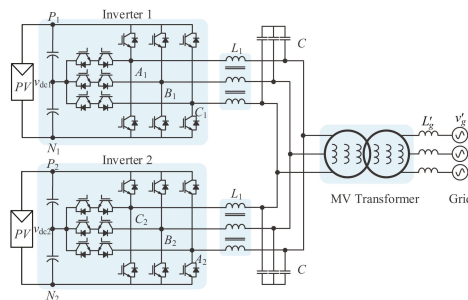 Inverter 1
P1
PV
vdc1
A1
B1
C1
N1
L1
C
Inverter 2
P2
PV
vdc2
C2
B2
A2
N2
L1
C
MV Transformer
L'g
v'g
Grid